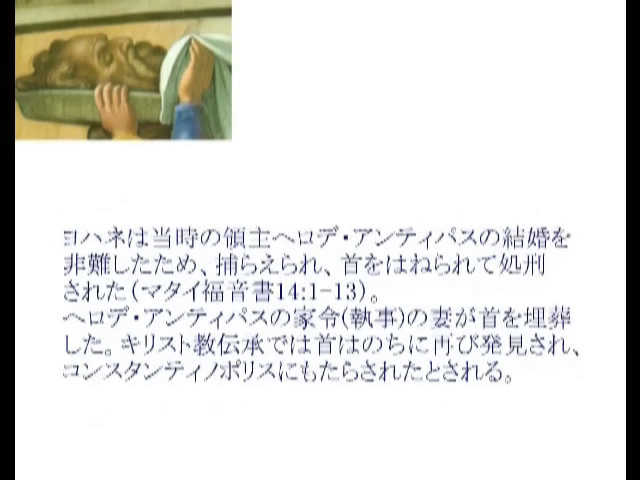 ヨハネは当時の領主ヘロデ・アンティパスの結婚を
非難したため、捕らえられ、首をはねられて処刑
された（マタイ福音書14:1-13）。
ヘロデ・アンティパスの家令(執事)の妻が首を埋葬
した。キリスト教伝承では首はのちに再び発見され、
コンスタンティノポリスにもたらされたとされる。